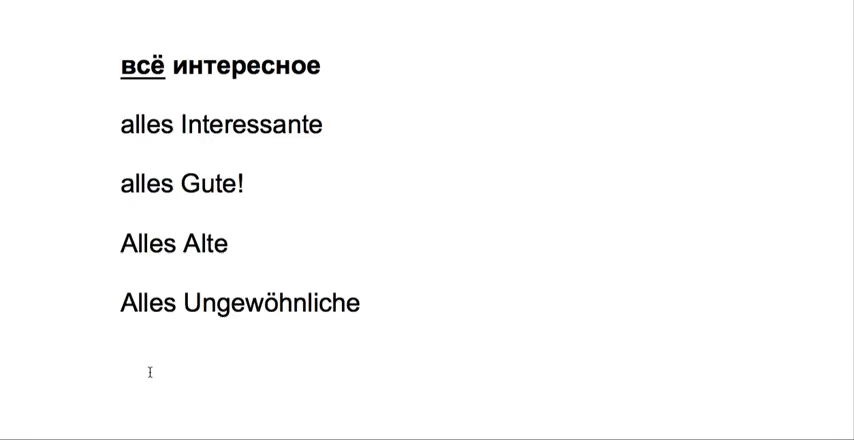 всё интересное
alles Interessante
alles Gute!
Alles Alte
Alles Ungewöhnliche